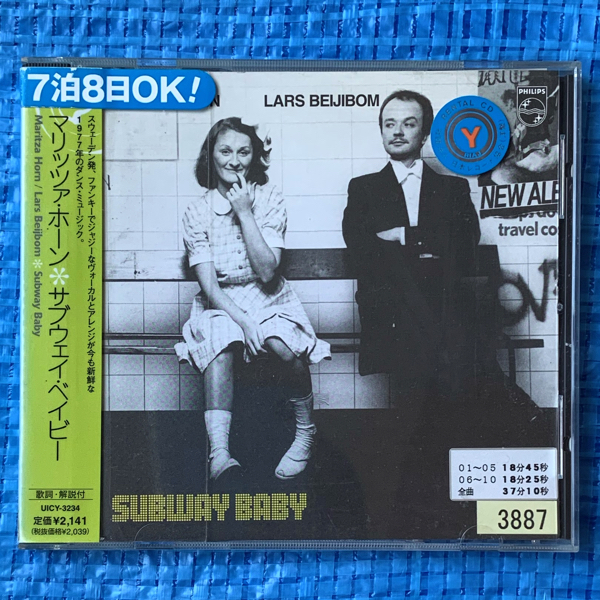 7泊8日OK!
LARS BEIJBOM
PHILIPS
Y
NEW ALB
travel co
スウェーデン発、ファンキーでジャジーなヴォーカルとアレンジが今も新鮮な
1977年のダンス・ミュージック。
マリッツァ・ホーン*サブウェイ・ベイビー
Maritza Horn / Lars Beijbom * Subway Baby
歌詞・解説付
UICY-3234
定価¥2,141
(税抜価格¥2,039)
SUBWAY BABY
01〜05 18分45秒
06〜10 18分25秒
全曲 37分10秒
3887